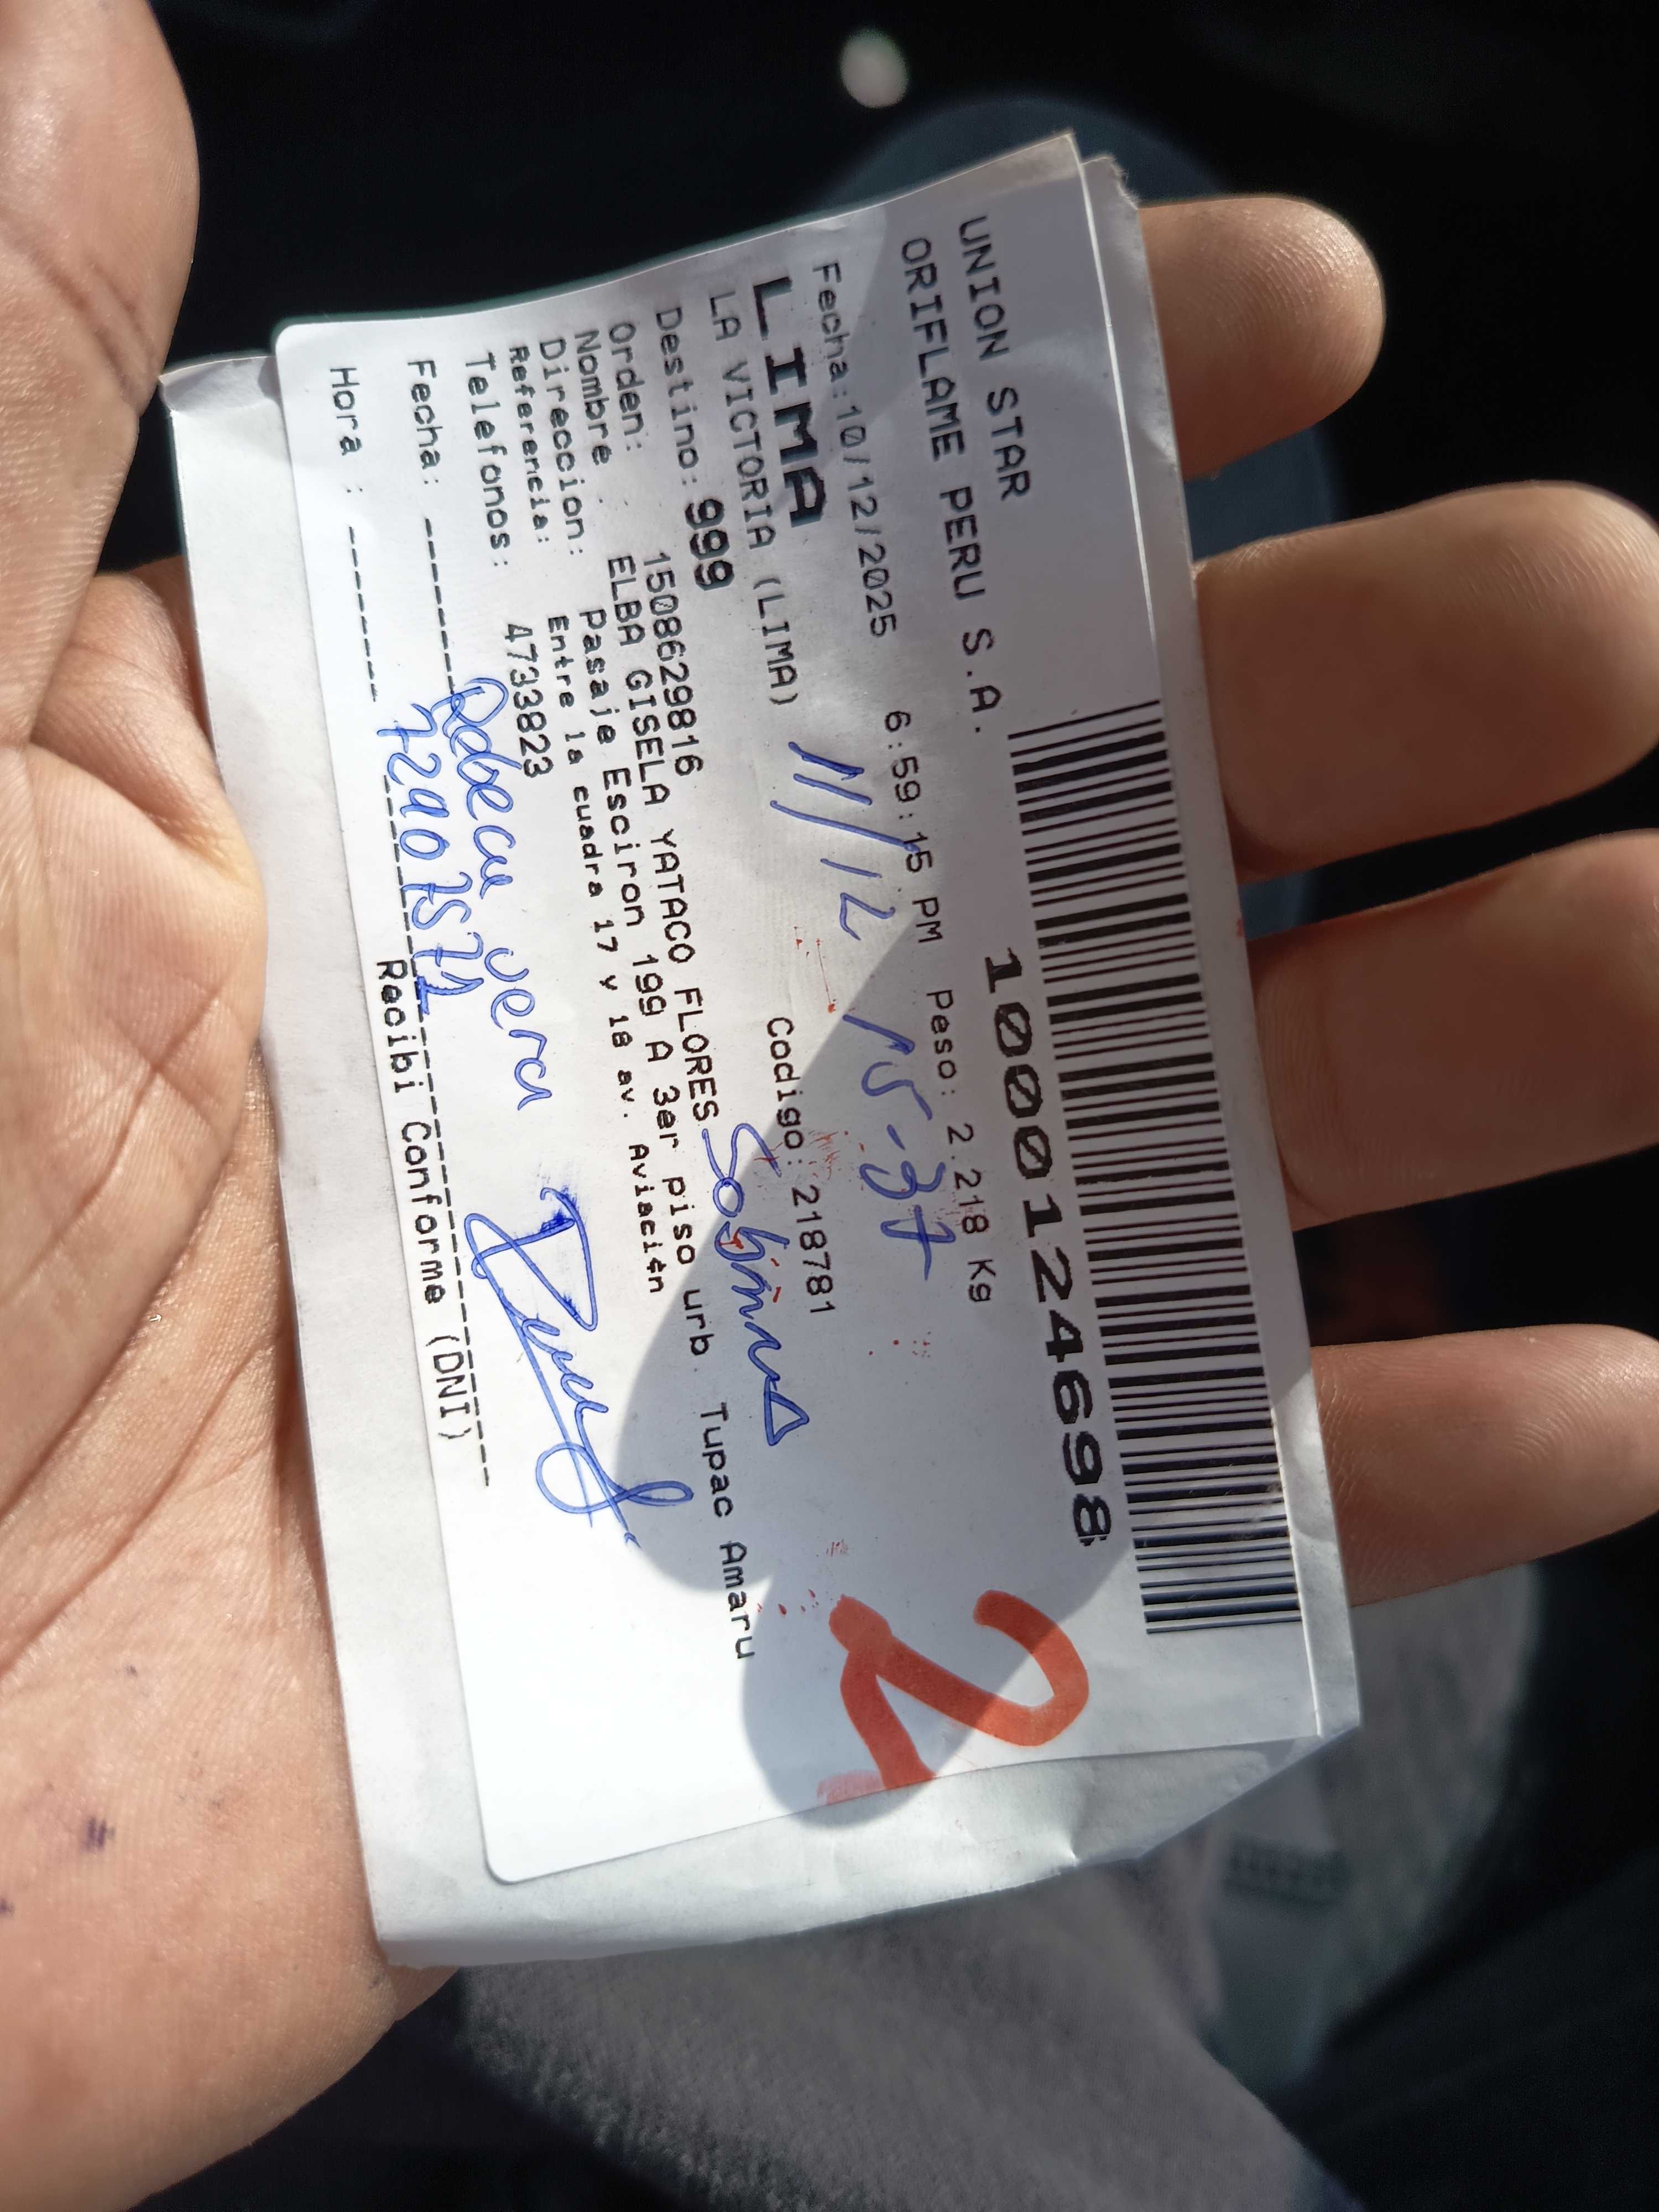 UNION STAR
ORIFLAME PERU S.A.
1000124698
Fecha:10/12/2025 6:59:15 PM Peso: 2.218 Kg
LIMA 11/12 15-37
LA VICTORIA (LIMA) Codigo: 218781
Destino: 999
Orden: 1508629816
Nombre : ELBA GISELA YATACO FLORES Sobrina
Direccion: Pasaje Esciron 199 A 3er piso urb. Tupac Amaru
Referencia: Entre la cuadra 17 y 18 av. Aviación
Telefonos: 4733823
Fecha: ---------- vera
Hora : ----------
Recibi Conforme (DNI)
2